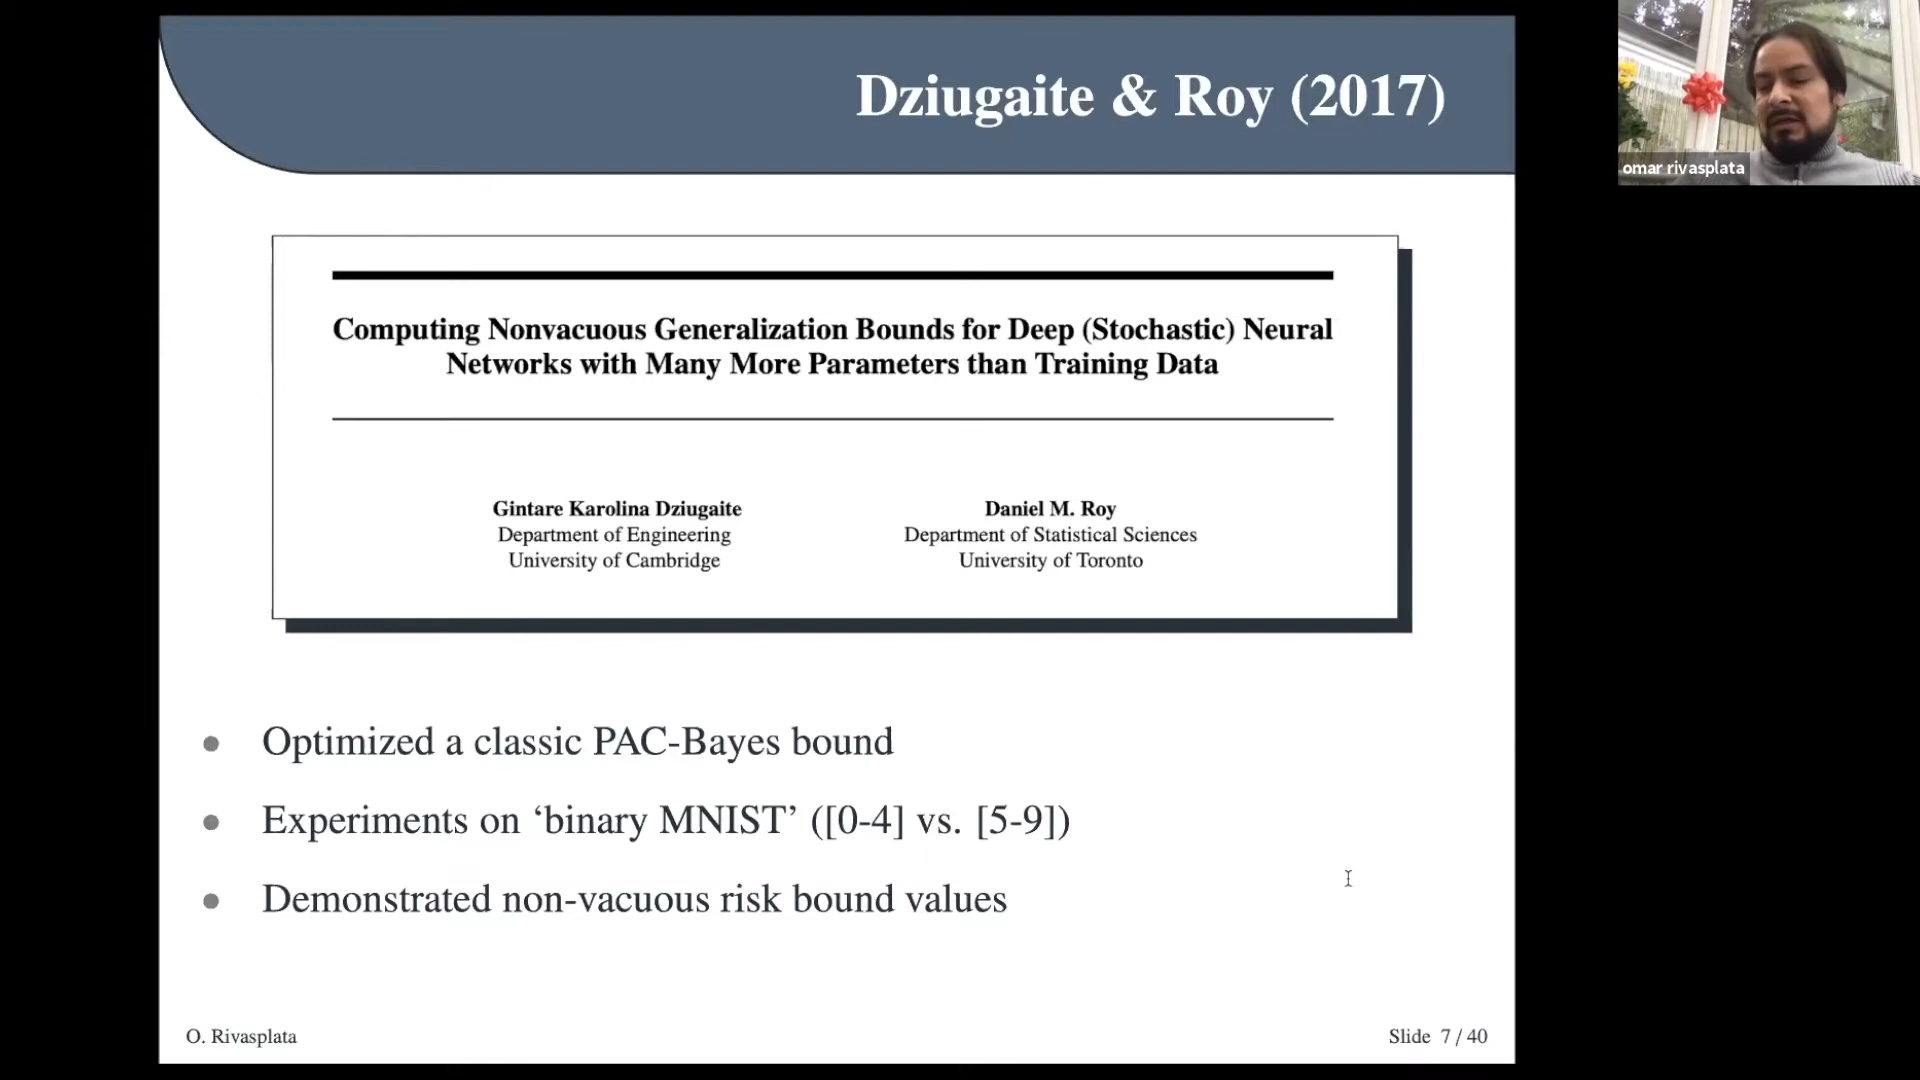 Dziugaite & Roy (2017)
omar rivasplata
Computing Nonvacuous Generalization Bounds for Deep (Stochastic) Neural
Networks with Many More Parameters than Training Data
Gintare Karolina Dziugaite
Department of Engineering
University of Cambridge
Daniel M. Roy
Department of Statistical Sciences
University of Toronto
• Optimized a classic PAC-Bayes bound
• Experiments on ‘binary MNIST’ ([0-4] vs. [5-9])
• Demonstrated non-vacuous risk bound values
O. Rivasplata
Slide 7 / 40